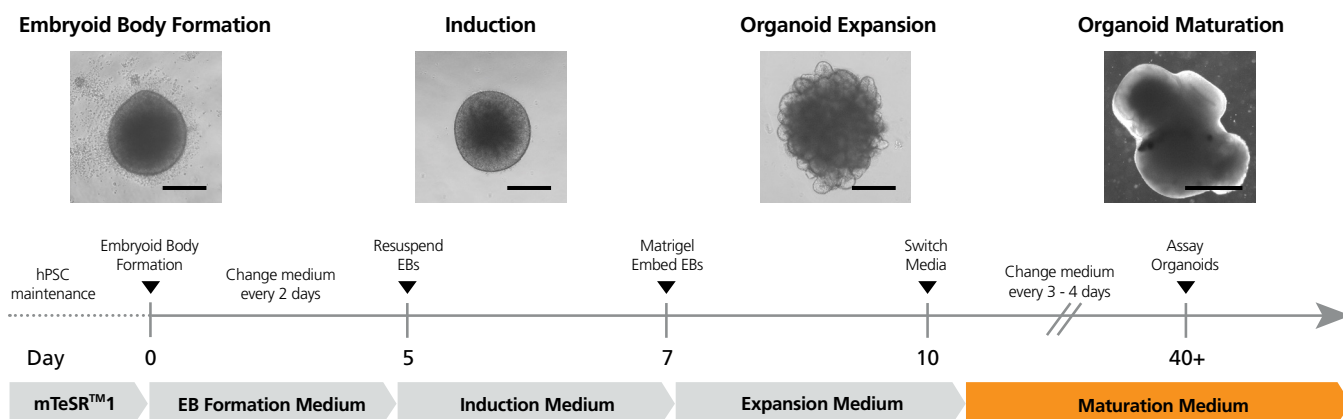 Embryoid Body Formation
Induction
Organoid Expansion
Organoid Maturation
hPSC
maintenance
Embryoid Body
Formation
Change medium
every 2 days
Resuspend
EBs
Matrigel
Embed EBs
Switch
Media
Change medium
every 3 - 4 days
Assay
Organoids
Day
0
5
7
10
40+
mTeSR™1
EB Formation Medium
Induction Medium
Expansion Medium
Maturation Medium